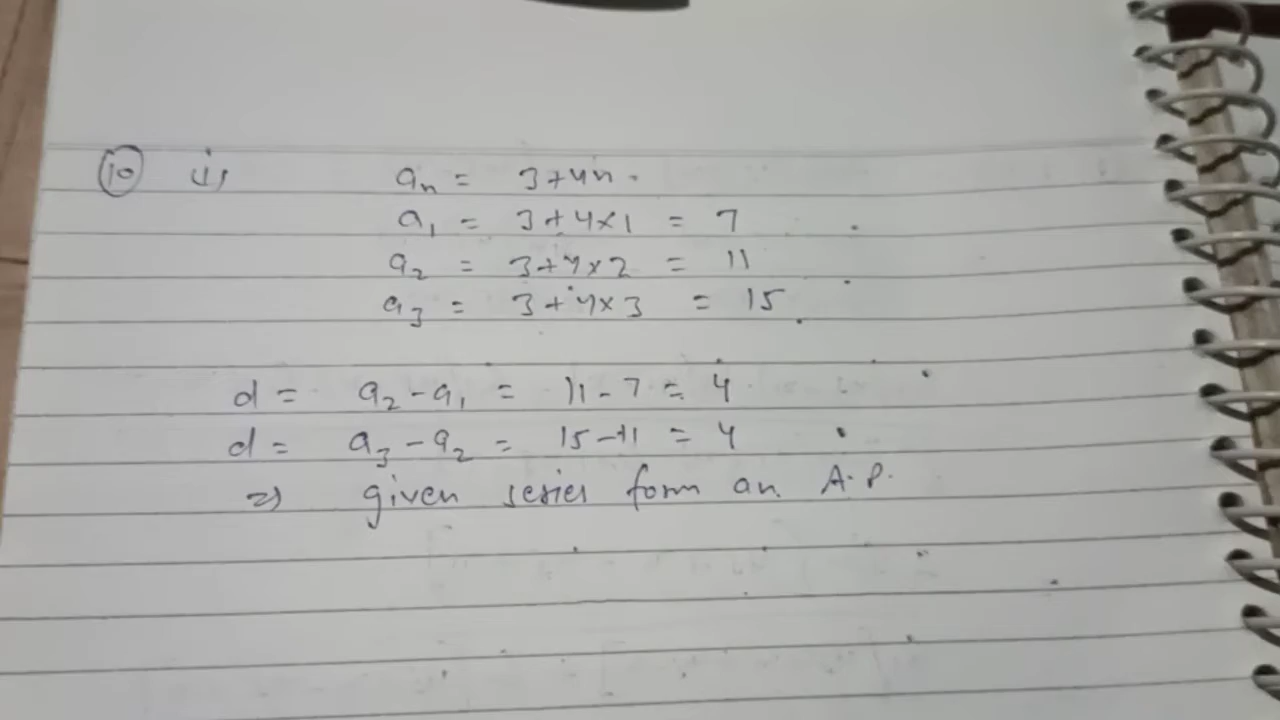 10 i) aₙ = 3+4n.
a₁ = 3+4×1 = 7
a₂ = 3+4×2 = 11
a₃ = 3+4×3 = 15
d = a₂-a₁ = 11-7 = 4
d = a₃-a₂ = 15-11 = 4
⇒ given series form an A.P.